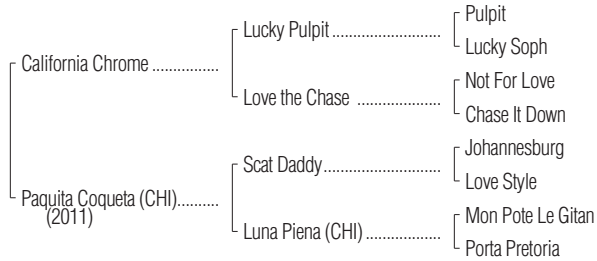 Pulpit
Lucky Pulpit
Lucky Soph
California Chrome
Not For Love
Love the Chase
Chase It Down
Johannesburg
Scat Daddy
Love Style
Paquita Coqueta (CHI)
(2011)
Mon Pote Le Gitan
Luna Piena (CHI)
Porta Pretoria